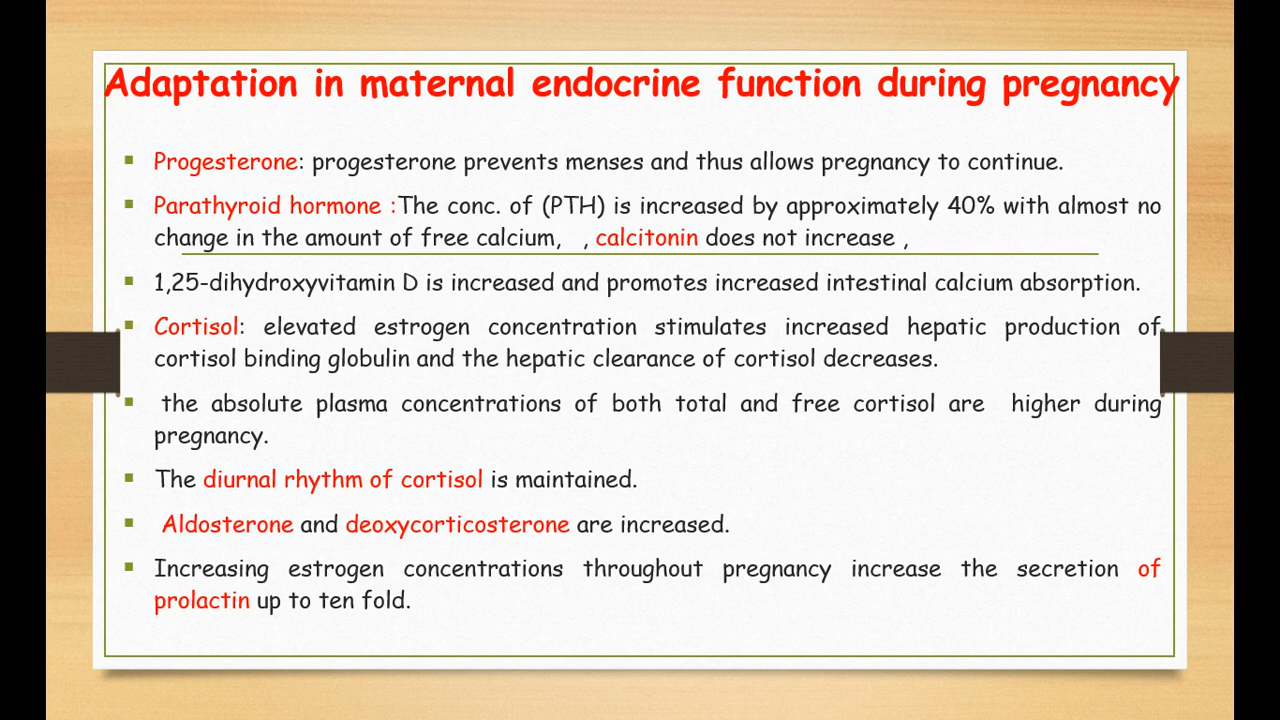 Adaptation in maternal endocrine function during pregnancy
Progesterone: progesterone prevents menses and thus allows pregnancy to continue.
Parathyroid hormone :The conc. of (PTH) is increased by approximately 40% with almost no
change in the amount of free calcium, , calcitonin does not increase ,
1,25-dihydroxyvitamin D is increased and promotes increased intestinal calcium absorption.
Cortisol: elevated estrogen concentration stimulates increased hepatic production of
cortisol binding globulin and the hepatic clearance of cortisol decreases.
the absolute plasma concentrations of both total and free cortisol are higher during
pregnancy.
The diurnal rhythm of cortisol is maintained.
Aldosterone and deoxycorticosterone are increased.
Increasing estrogen concentrations throughout pregnancy increase the secretion of
prolactin up to ten fold.